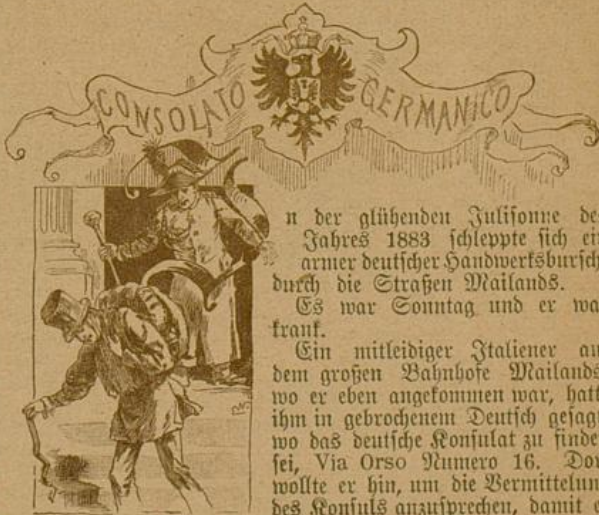 CONSOLATO GERMANICO
n der glühenden Julisonne de
Jahres 1883 schleppte sich ei
armer deutscher Handwerksbursch
durch die Straßen Mailands.
Es war Sonntag und er wa
krank.
Ein mitleidiger Italiener au
dem großen Bahnhofe Mailands
wo er eben angekommen war, hatt
ihm in gebrochenem Deutsch gesagt
wo das deutsche Konsulat zu finde
sei, Via Orso Numero 16. Dor
wollte er hin, um die Vermittelun
des Konsuls anzusprechen, damit e